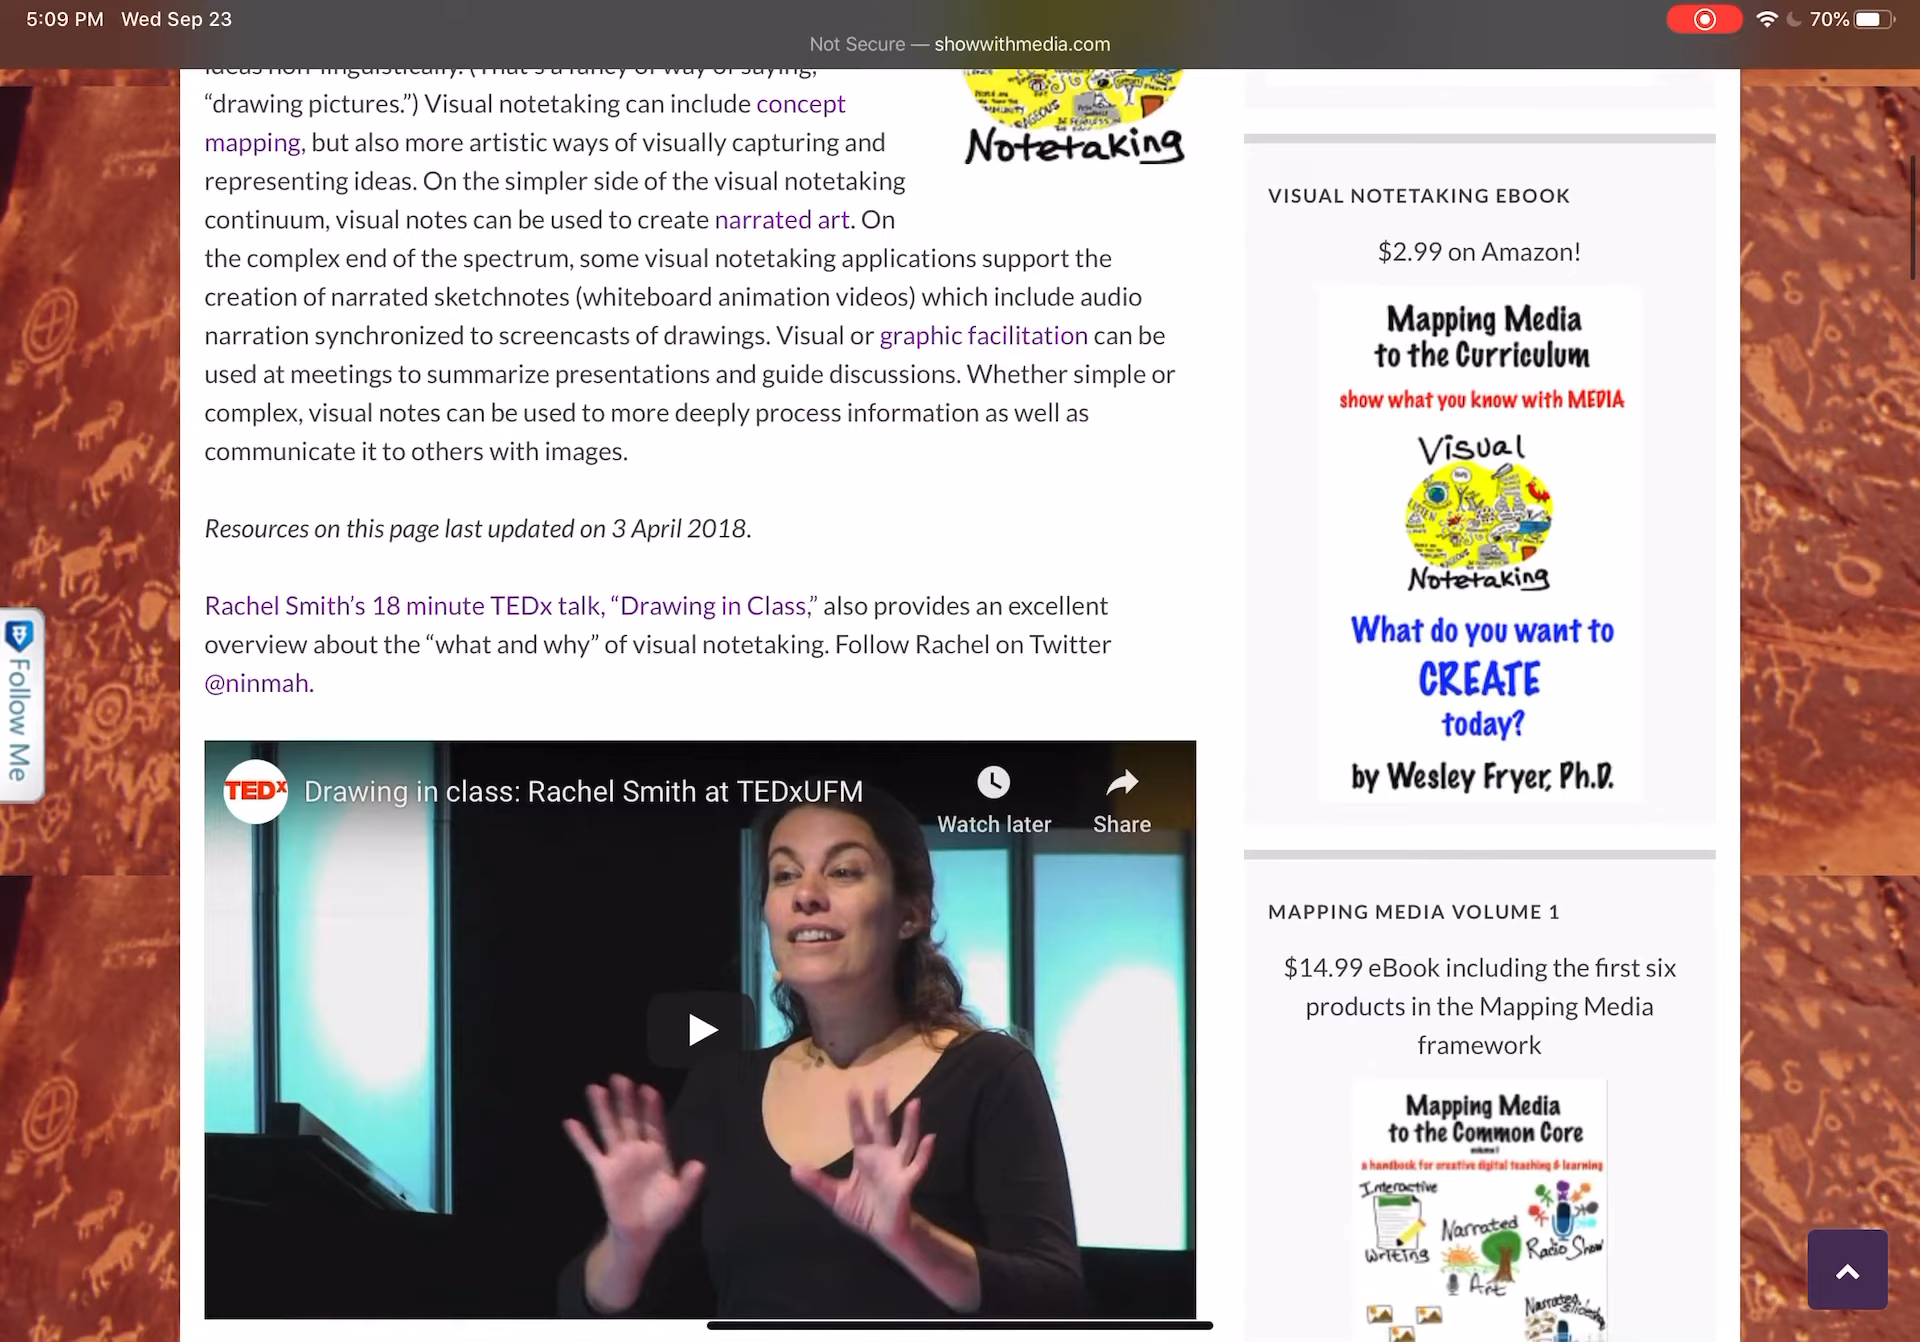 5:09 PM Wed Sep 23
70%
Not Secure — showwithmedia.com
ideas non-linguistically. (That's a fancy of way of saying,
“drawing pictures.”) Visual notetaking can include concept
mapping, but also more artistic ways of visually capturing and
representing ideas. On the simpler side of the visual notetaking
continuum, visual notes can be used to create narrated art. On
the complex end of the spectrum, some visual notetaking applications support the
creation of narrated sketchnotes (whiteboard animation videos) which include audio
narration synchronized to screencasts of drawings. Visual or graphic facilitation can be
used at meetings to summarize presentations and guide discussions. Whether simple or
complex, visual notes can be used to more deeply process information as well as
communicate it to others with images.
Resources on this page last updated on 3 April 2018.
Rachel Smith’s 18 minute TEDx talk, “Drawing in Class,” also provides an excellent
overview about the “what and why” of visual notetaking. Follow Rachel on Twitter
@ninmah.
Notetaking
TEDx
Drawing in class: Rachel Smith at TEDxUFM
Watch later
Share
Follow Me
VISUAL NOTETAKING EBOOK
$2.99 on Amazon!
Mapping Media
to the Curriculum
show what you know with MEDIA
Visual
Notetaking
What do you want to
CREATE
today?
by Wesley Fryer, Ph.D.
MAPPING MEDIA VOLUME 1
$14.99 eBook including the first six
products in the Mapping Media
framework
Mapping Media
to the Common Core
volume I
a handbook for creative digital teaching & learning
Interactive
Writing
Narrated
Art
Radio Show
Narrated